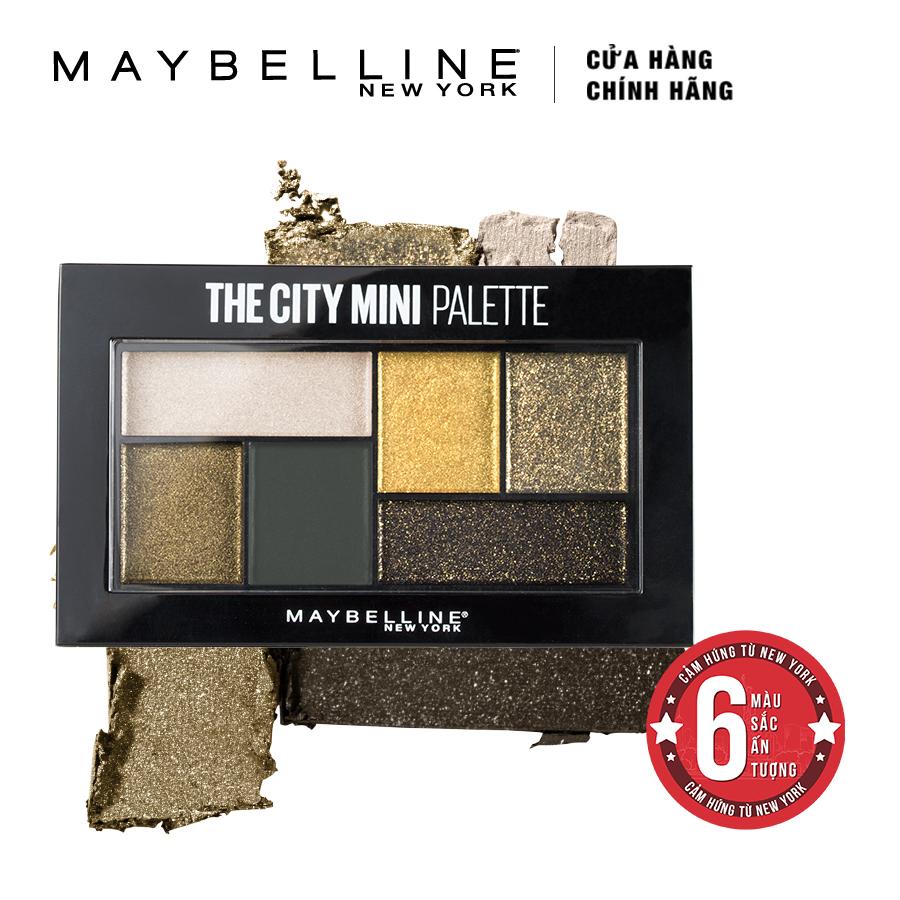 MAYBELLINE
NEW YORK
CỬA HÀNG
CHÍNH HÃNG
THE CITY MINI PALETTE
MAYBELLINE®
NEW YORK
CẢM HỨNG TỪ NEW YORK
6
MÀU
SẮC
ẤN
TƯỢNG
CẢM HỨNG TỪ NEW YORK